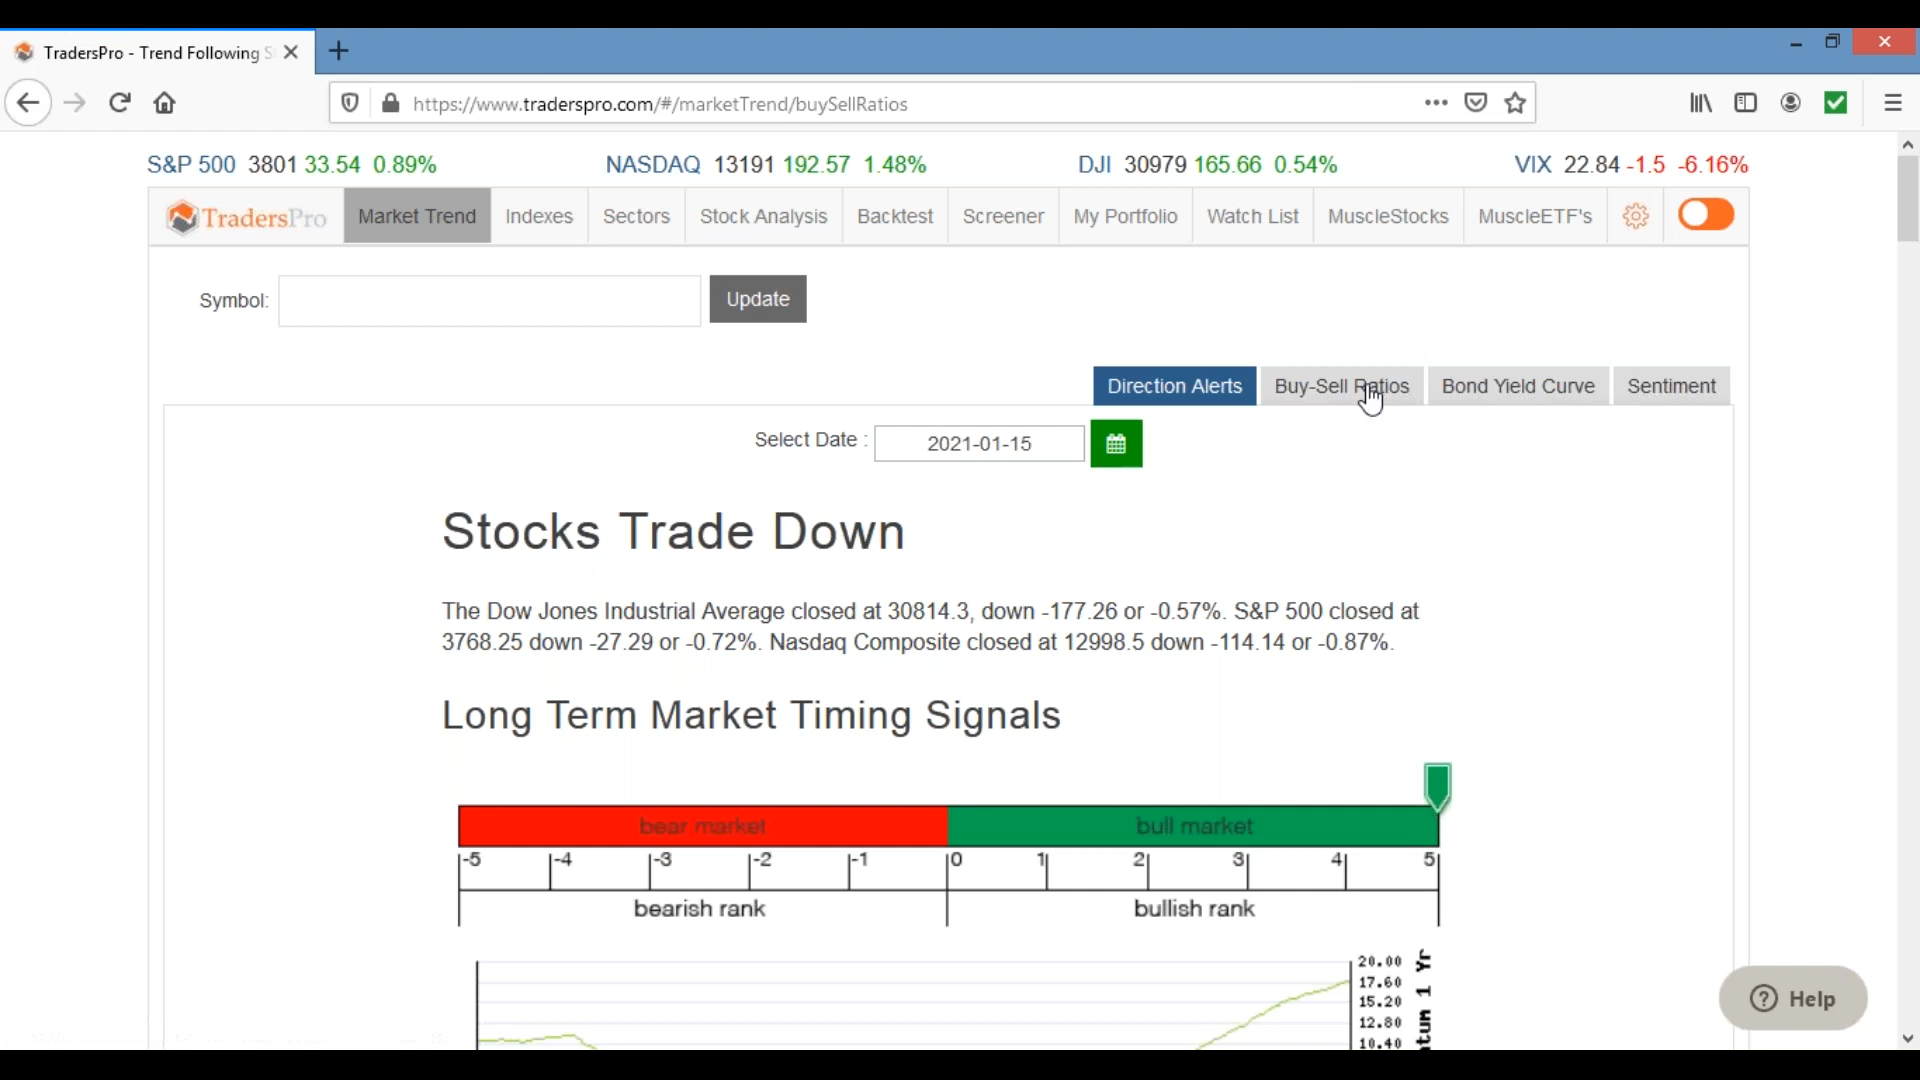 TradersPro - Trend Following S
https://www.traderspro.com/#/marketTrend/buySellRatios
S&P 500 3801 33.54 0.89% NASDAQ 13191 192.57 1.48% DJI 30979 165.66 0.54% VIX 22.84 -1.5 -6.16%
TradersPro Market Trend Indexes Sectors Stock Analysis Backtest Screener My Portfolio Watch List MuscleStocks MuscleETF's
Symbol: Update
Direction Alerts Buy-Sell Ratios Bond Yield Curve Sentiment
Select Date : 2021-01-15
Stocks Trade Down
The Dow Jones Industrial Average closed at 30814.3, down -177.26 or -0.57%. S&P 500 closed at
3768.25 down -27.29 or -0.72%. Nasdaq Composite closed at 12998.5 down -114.14 or -0.87%.
Long Term Market Timing Signals
bear market bull market
-5 -4 -3 -2 -1 0 1 2 3 4 5
bearish rank bullish rank
20.00
17.60
15.20
12.80
10.40
1 Yr
Help